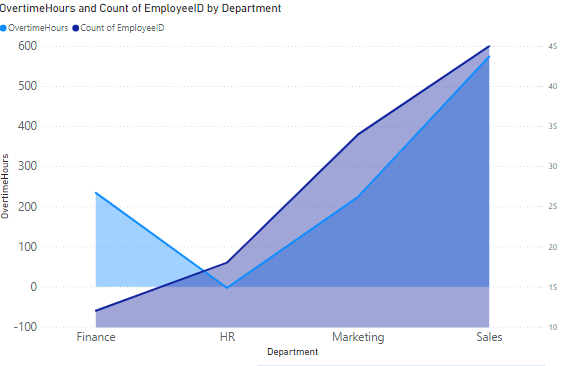 OvertimeHours and Count of EmployeeID by Department
OvertimeHours Count of EmployeeID
600 45
500 40
400 35
300 30
200 25
100 20
0 15
-100 10
OvertimeHours
Finance HR Marketing Sales
Department